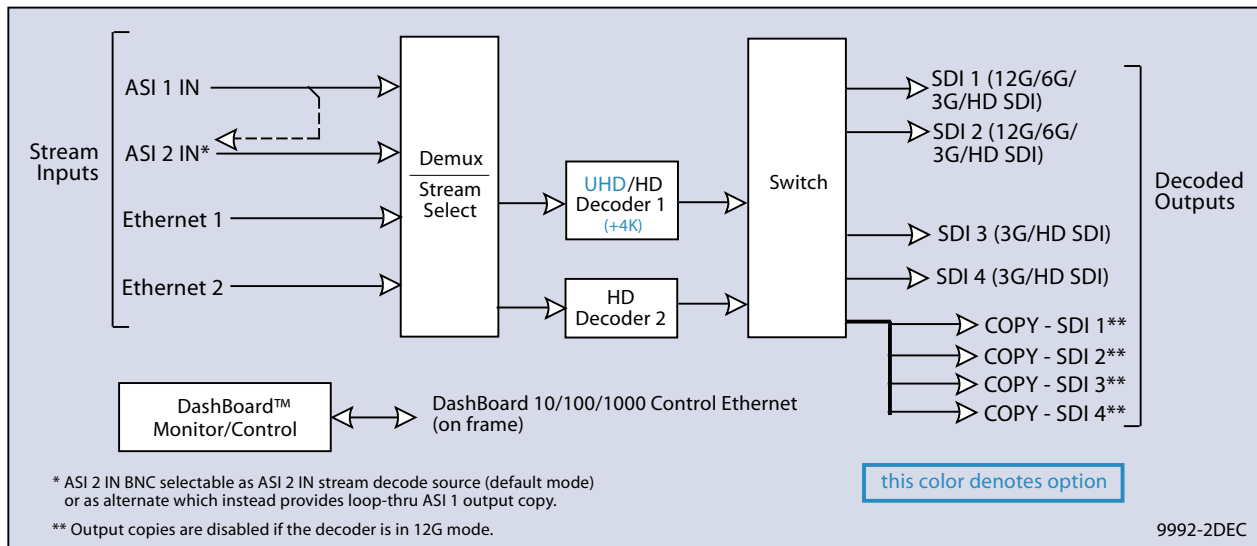 Stream
Inputs
ASI 1 IN
ASI 2 IN*
Ethernet 1
Ethernet 2
Demux
Stream
Select
UHD/HD
Decoder 1
(+4K)
HD
Decoder 2
Switch
SDI 1 (12G/6G/
3G/HD SDI)
SDI 2 (12G/6G/
3G/HD SDI)
SDI 3 (3G/HD SDI)
SDI 4 (3G/HD SDI)
COPY - SDI 1**
COPY - SDI 2**
COPY - SDI 3**
COPY - SDI 4**
Decoded
Outputs
DashBoard™
Monitor/Control
DashBoard 10/100/1000 Control Ethernet
(on frame)
* ASI 2 IN BNC selectable as ASI 2 IN stream decode source (default mode)
or as alternate which instead provides loop-thru ASI 1 output copy.
** Output copies are disabled if the decoder is in 12G mode.
this color denotes option
9992-2DEC